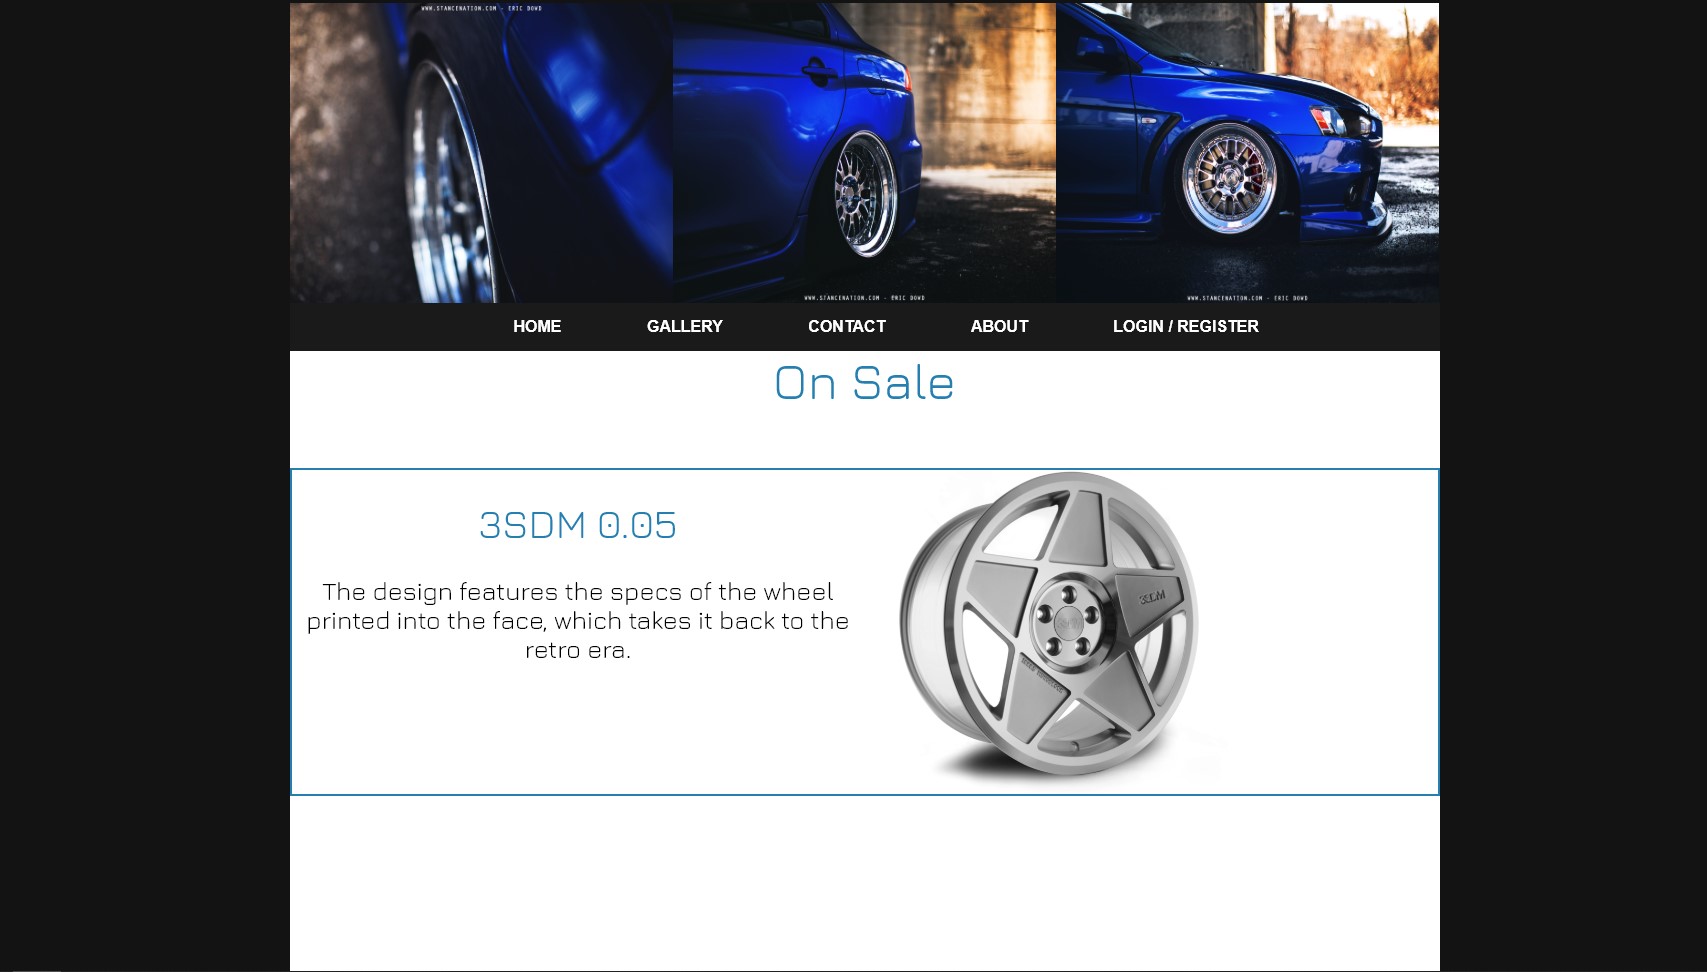 WWW.STANCENATION.COM - ERIC DOWD
WWW.STANCENATION.COM - ERIC DOWD
WWW.STANCENATION.COM - ERIC DOWD
HOME GALLERY CONTACT ABOUT LOGIN / REGISTER
On Sale
3SDM 0.05
The design features the specs of the wheel
printed into the face, which takes it back to the
retro era.
3SDM